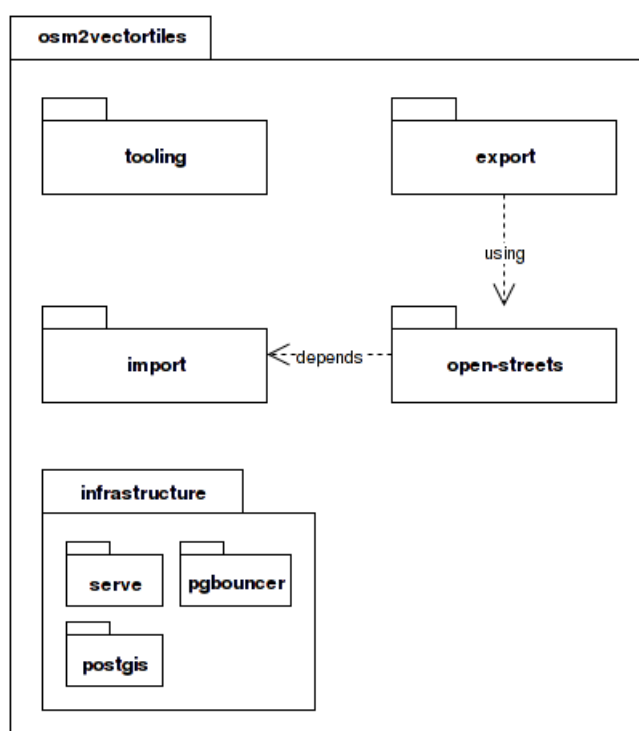 osm2vectortiles
tooling
export
using
import
depends
open-streets
infrastructure
serve
pgbouncer
postgis